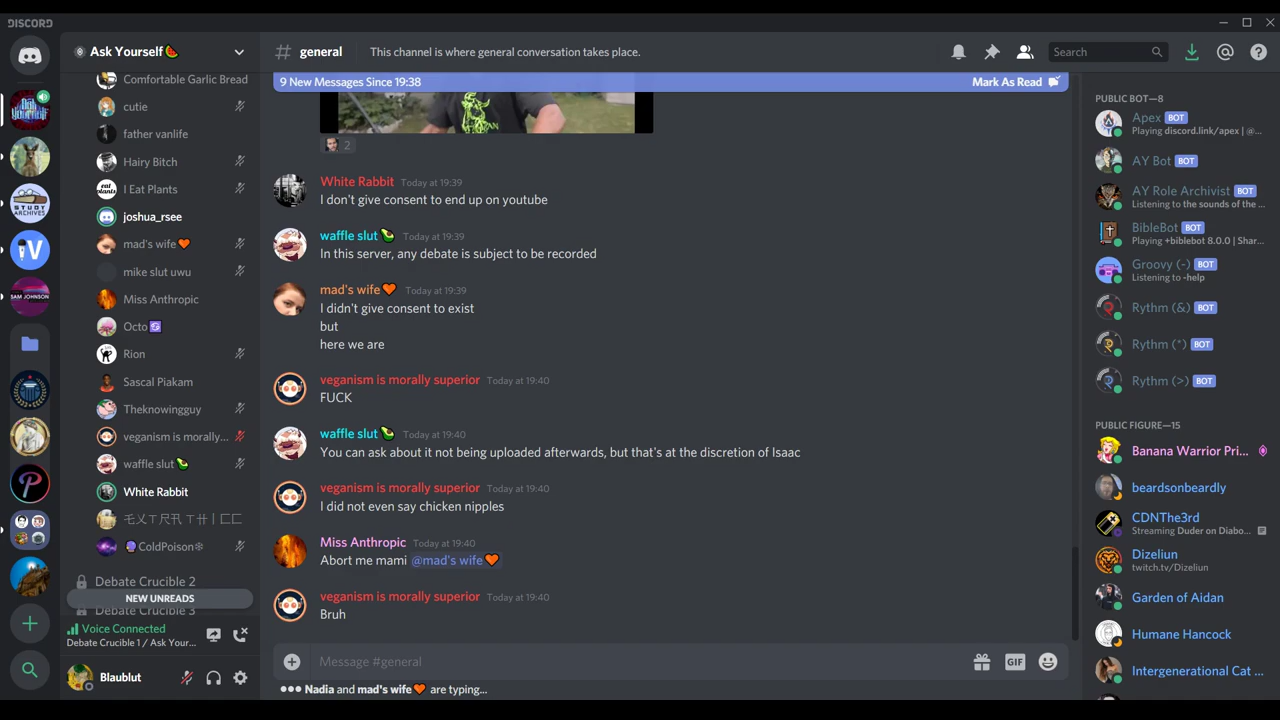 DISCORD
Ask Yourself🍉
Comfortable Garlic Bread
cutie
father vanlife
Hairy Bitch
I Eat Plants
joshua_rsee
mad's wife🧡
mike slut uwu
Miss Anthropic
Octo♋
Rion
Sascal Piakam
Theknowingguy
veganism is morally...
waffle slut🥑
White Rabbit
乇乂ㄒ尺卂 ㄒ卄丨匚匚
🔮ColdPoison❄
Debate Crucible 2
NEW UNREADS
Debate Crucible 3
Voice Connected
Debate Crucible 1 / Ask Your...
Blaublut
# general
This channel is where general conversation takes place.
Search
9 New Messages Since 19:38
Mark As Read
2
White Rabbit Today at 19:39
I don't give consent to end up on youtube
waffle slut🥑 Today at 19:39
In this server, any debate is subject to be recorded
mad's wife🧡 Today at 19:39
I didn't give consent to exist
but
here we are
veganism is morally superior Today at 19:40
FUCK
waffle slut🥑 Today at 19:40
You can ask about it not being uploaded afterwards, but that's at the discretion of Isaac
veganism is morally superior Today at 19:40
I did not even say chicken nipples
Miss Anthropic Today at 19:40
Abort me mami @mad's wife🧡
veganism is morally superior Today at 19:40
Bruh
Message #general
GIF
Nadia and mad's wife🧡 are typing...
PUBLIC BOT—8
Apex BOT
Playing discord.link/apex | @...
AY Bot BOT
AY Role Archivist BOT
Listening to the sounds of the ...
BibleBot BOT
Playing +biblebot 8.0.0 | Shar...
Groovy (-) BOT
Listening to -help
Rythm (&) BOT
Rythm (*) BOT
Rythm (>) BOT
PUBLIC FIGURE—15
Banana Warrior Pri...
beardsonbeardly
CDNThe3rd
Streaming Duder on Diabo...
Dizeliun
twitch.tv/Dizeliun
Garden of Aidan
Humane Hancock
Intergenerational Cat ...